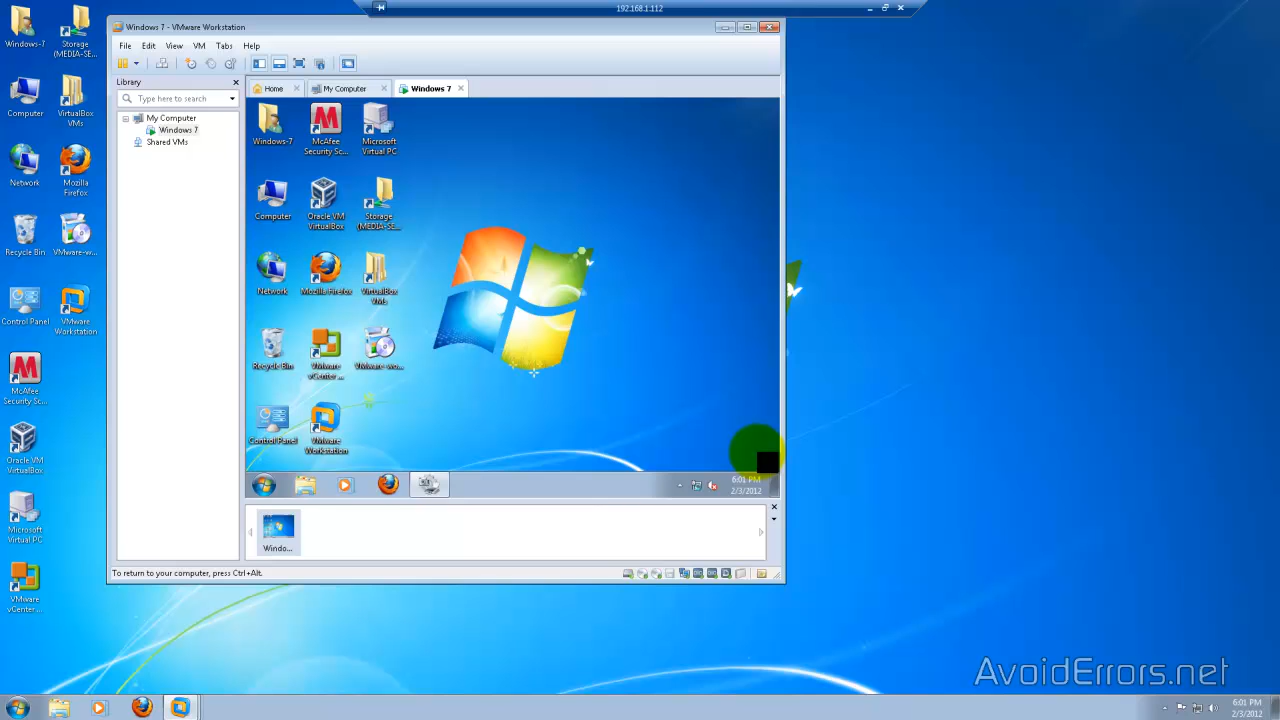 192.168.1.112
Windows-7
Storage
(MEDIA-SE...
Computer
VirtualBox
VMs
Network
Mozilla
Firefox
Recycle Bin
VMware-w...
Control Panel
VMware
Workstation
McAfee
Security Sc...
Oracle VM
VirtualBox
Microsoft
Virtual PC
VMware
vCenter ...
Windows 7 - VMware Workstation
File Edit View VM Tabs Help
Library
Type here to search
My Computer
Windows 7
Shared VMs
Home
My Computer
Windows 7
Windows-7
McAfee
Security Sc...
Microsoft
Virtual PC
Computer
Oracle VM
VirtualBox
Storage
(MEDIA-SE...
Network
Mozilla Firefox
VirtualBox
VMs
Recycle Bin
VMware
vCenter ...
VMware-wo...
Control Panel
VMware
Workstation
6:01 PM
2/3/2012
Windo...
To return to your computer, press Ctrl+Alt.
AvoidErrors.net
6:01 PM
2/3/2012